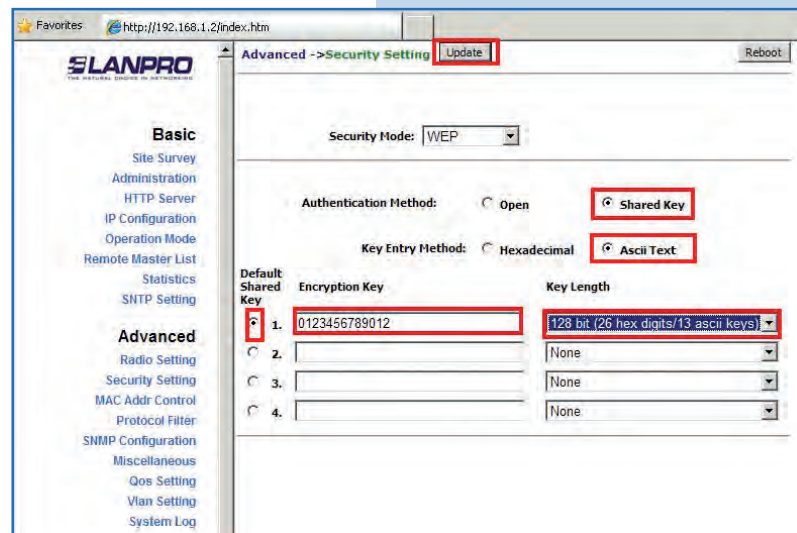 Favorites http://192.168.1.2/index.htm
LANPRO
THE NATURAL CHOICE IN NETWORKING
Basic
Site Survey
Administration
HTTP Server
IP Configuration
Operation Mode
Remote Master List
Statistics
SNTP Setting
Advanced
Radio Setting
Security Setting
MAC Addr Control
Protocol Filter
SNMP Configuration
Miscellaneous
Qos Setting
Vlan Setting
System Log
Advanced ->Security Setting Update Reboot
Security Mode: WEP
Authentication Method: Open Shared Key
Key Entry Method: Hexadecimal Ascii Text
Default Shared Key Encryption Key Key Length
1. 0123456789012 128 bit (26 hex digits/13 ascii keys)
2. None
3. None
4. None